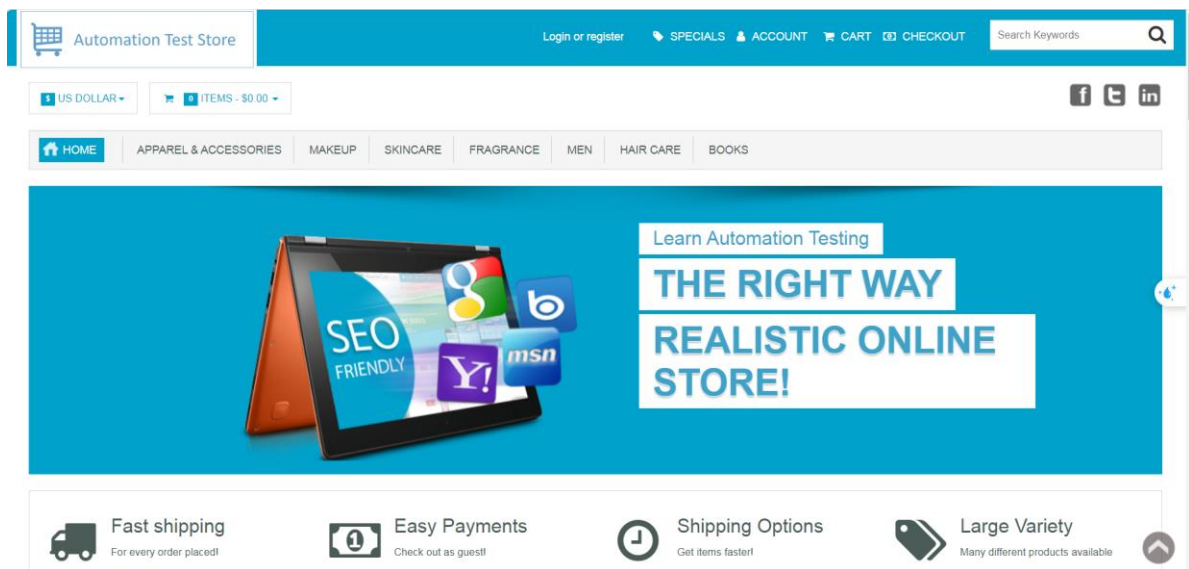 Automation Test Store
Login or register SPECIALS ACCOUNT CART CHECKOUT Search Keywords
$ US DOLLAR 0 ITEMS - $0.00
f t in
HOME APPAREL & ACCESSORIES MAKEUP SKINCARE FRAGRANCE MEN HAIR CARE BOOKS
SEO
FRIENDLY
g
b
Y!
msn
Learn Automation Testing
THE RIGHT WAY
REALISTIC ONLINE
STORE!
Fast shipping
For every order placed!
1
Easy Payments
Check out as guest!
Shipping Options
Get items faster!
Large Variety
Many different products available